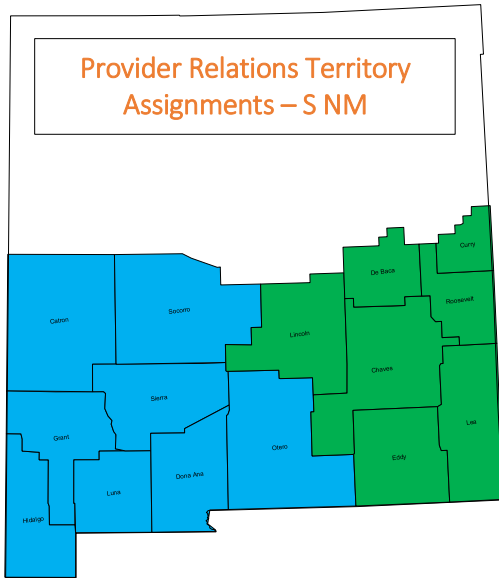 Provider Relations Territory
Assignments – S NM
Curry
De Baca
Roosevelt
Socorro
Catron
Lincoln
Chaves
Sierra
Lea
Grant
Otero
Eddy
Dona Ana
Luna
Hidalgo